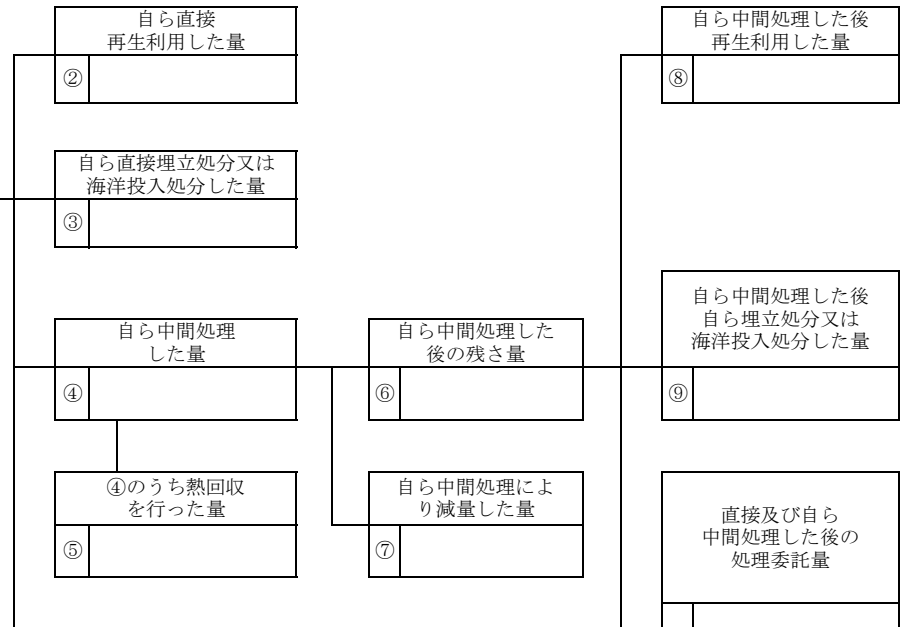 自ら直接
再生利用した量
②
自ら中間処理した後
再生利用した量
⑧
自ら直接埋立処分又は
海洋投入処分した量
③
自ら中間処理した後
自ら埋立処分又は
海洋投入処分した量
⑨
自ら中間処理
した量
④
自ら中間処理した
後の残さ量
⑥
④のうち熱回収
を行った量
⑤
自ら中間処理によ
り減量した量
⑦
直接及び自ら
中間処理した後の
処理委託量